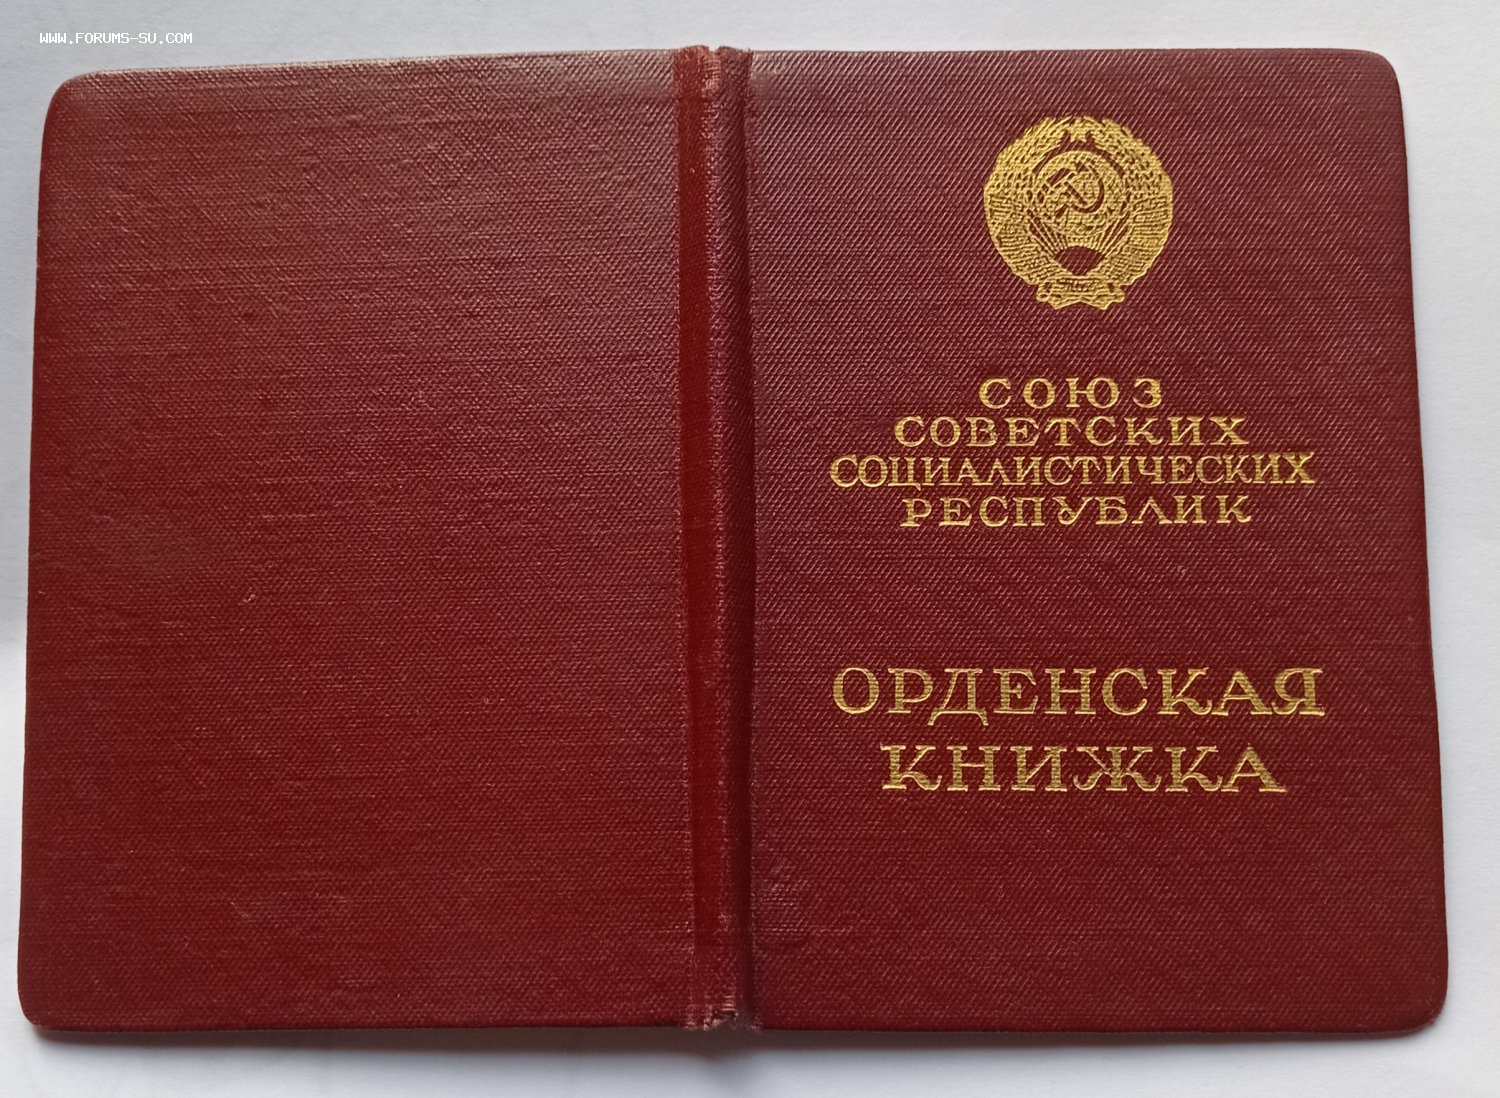 WWW.FORUMS-SU.COM
СОЮЗ
СОВЕТСКИХ
СОЦИАЛИСТИЧЕСКИХ
РЕСПУБЛИК
ОРДЕНСКАЯ
КНИЖКА